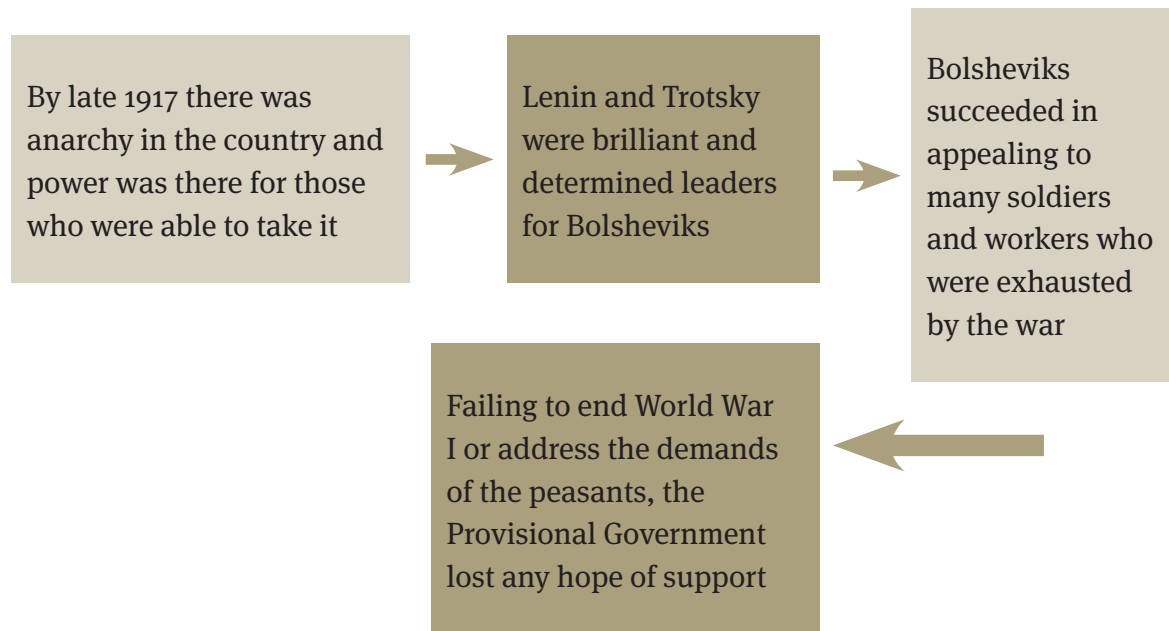 By late 1917 there was
anarchy in the country and
power was there for those
who were able to take it
Lenin and Trotsky
were brilliant and
determined leaders
for Bolsheviks
Bolsheviks
succeeded in
appealing to
many soldiers
and workers who
were exhausted
by the war
Failing to end World War
I or address the demands
of the peasants, the
Provisional Government
lost any hope of support